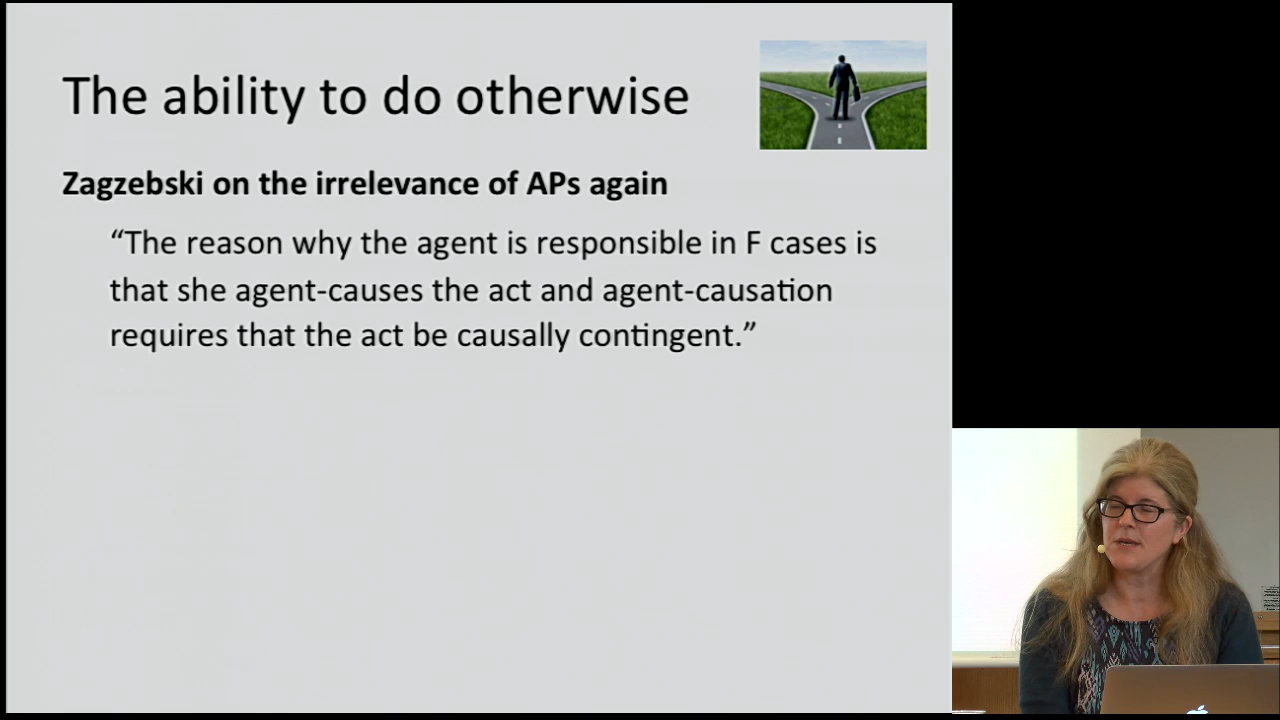 The ability to do otherwise
Zagzebski on the irrelevance of APs again
“The reason why the agent is responsible in F cases is
that she agent-causes the act and agent-causation
requires that the act be causally contingent.”